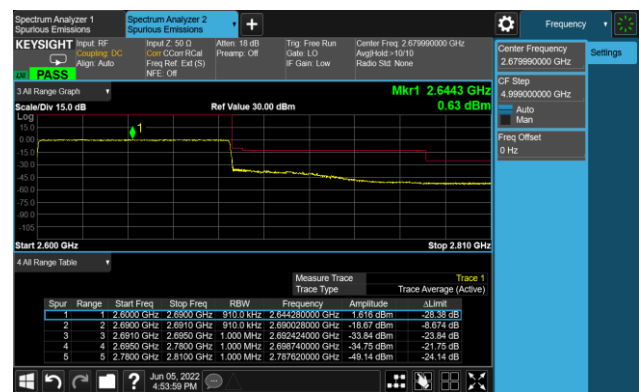 Spectrum Analyzer 1
Spurious Emissions
Spectrum Analyzer 2
Spurious Emissions
Frequency
KEYSIGHT
Input: RF
Coupling: DC
Align: Auto
Input Z: 50 Ω
Corr CCorr RCal
Freq Ref: Ext (S)
NFE: Off
Atten: 18 dB
Preamp: Off
Trig: Free Run
Gate: LO
IF Gain: Low
Center Freq: 2.679990000 GHz
Avg|Hold:>10/10
Radio Std: None
PASS
Center Frequency
2.679990000 GHz
Settings
CF Step
4.999000000 GHz
Auto
Man
Freq Offset
0 Hz
3 All Range Graph
Mkr1 2.6443 GHz
Scale/Div 15.0 dB
Ref Value 30.00 dBm
0.63 dBm
Log
15.0
0.00
-15.0
-30.0
-45.0
-60.0
-75.0
-90.0
-105
1
Start 2.600 GHz
Stop 2.810 GHz
4 All Range Table
Measure Trace Trace 1
Trace Type Trace Average (Active)
Spur Range Start Freq Stop Freq RBW Frequency Amplitude ΔLimit
1 1 2.6000 GHz 2.6900 GHz 910.0 kHz 2.644280000 GHz 1.616 dBm -28.38 dB
2 2 2.6900 GHz 2.6910 GHz 910.0 kHz 2.690028000 GHz -18.67 dBm -8.674 dB
3 3 2.6910 GHz 2.6950 GHz 1.000 MHz 2.692424000 GHz -33.84 dBm -23.84 dB
4 4 2.6950 GHz 2.7800 GHz 1.000 MHz 2.698740000 GHz -34.75 dBm -21.75 dB
5 5 2.7800 GHz 2.8100 GHz 1.000 MHz 2.787620000 GHz -49.14 dBm -24.14 dB
Jun 05, 2022
4:53:59 PM